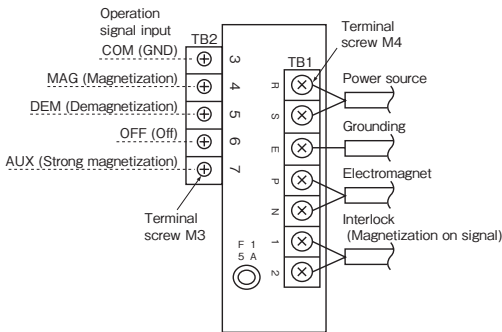 Operation
signal input
COM (GND)
MAG (Magnetization)
DEM (Demagnetization)
OFF (Off)
AUX (Strong magnetization)
TB2
3
4
5
6
7
Terminal
screw M3
F 1
5 A
TB1
R
S
E
P
N
1
2
Terminal
screw M4
Power source
Grounding
Electromagnet
Interlock
(Magnetization on signal)